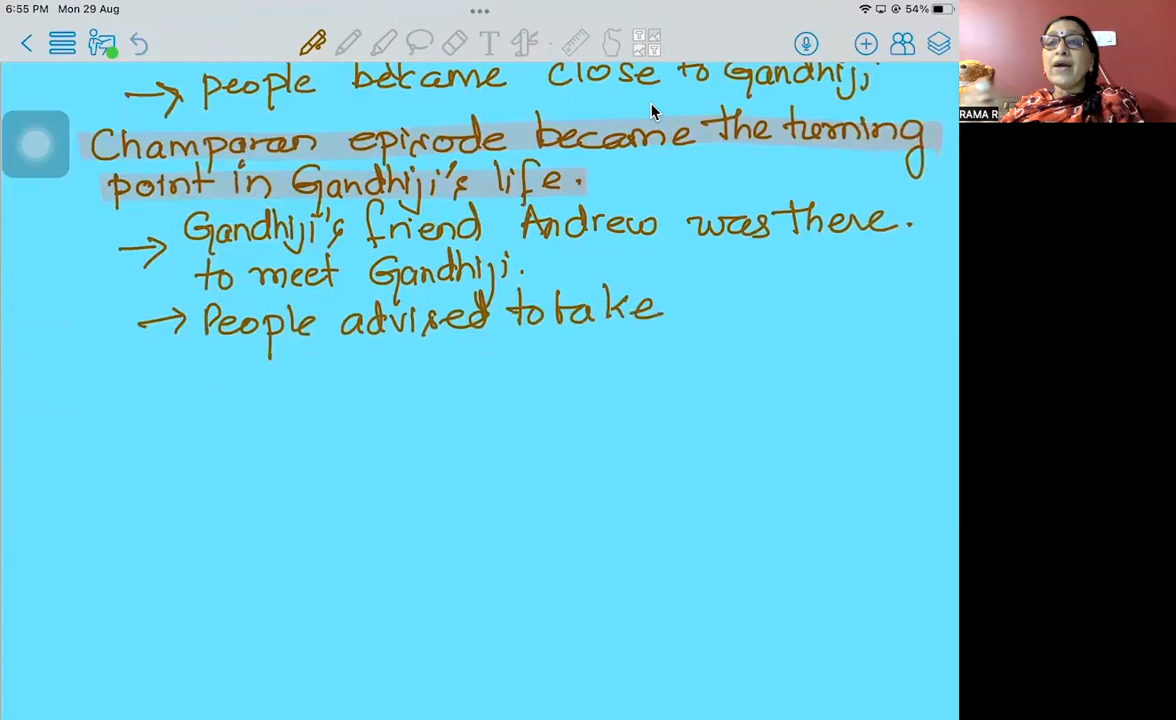 6:55 PM Mon 29 Aug
54%
→ people became close to Gandhiji
Champaran episode became the turning
point in Gandhiji's life.
→ Gandhiji's friend Andrew was there.
to meet Gandhiji.
→ People advised to take
RAMA R